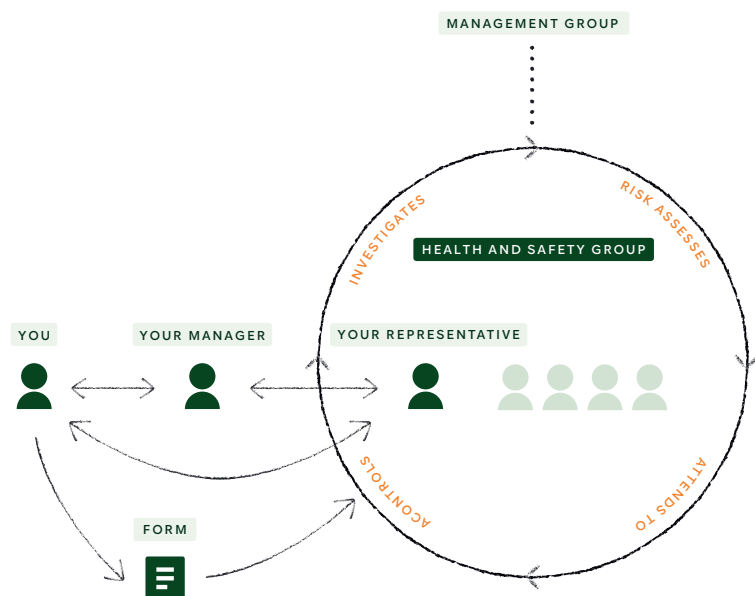 MANAGEMENT GROUP
INVESTIGATES
RISK ASSESSES
HEALTH AND SAFETY GROUP
YOU
YOUR MANAGER
YOUR REPRESENTATIVE
ACONTROLS
ATTENDS TO
FORM